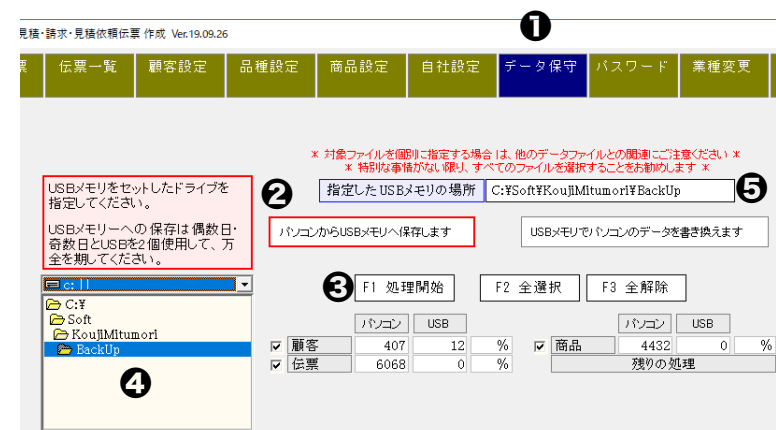 見積・請求・見積依頼伝票 作成 Ver.19.09.26
❶
票 伝票一覧 顧客設定 品種設定 商品設定 自社設定 データ保守 パスワード 業種変更
* 対象ファイルを個別に指定する場合 は、他のデータファイルとの関連にご注意ください *
* 特別な事情がない限り、すべてのファイルを選択することをお勧めします *
USBメモリをセットしたドライブを
指定してください。
USBメモリーへの保存は偶数日・
奇数日とUSBを2個使用して、万
全を期してください。
❷ 指定したUSBメモリの場所 C:¥Soft¥KoujiMitumori¥BackUp ❺
パソコンからUSBメモリへ保存します USBメモリでパソコンのデータを書き換えます
c: []
❸ F1 処理開始 F2 全選択 F3 全解除
C:¥
Soft
KoujiMitumori
BackUp
❹
パソコン USB パソコン USB
顧客 407 12 % 商品 4432 0 %
伝票 6068 0 % 残りの処理